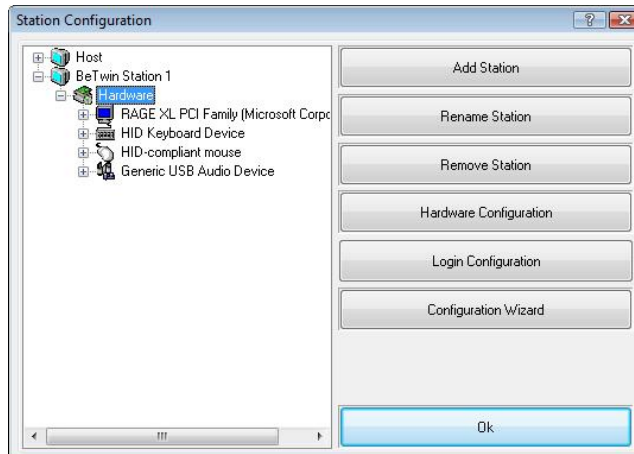 Station Configuration
Host
BeTwin Station 1
Hardware
RAGE XL PCI Family (Microsoft Corpo
HID Keyboard Device
HID-compliant mouse
Generic USB Audio Device
Add Station
Rename Station
Remove Station
Hardware Configuration
Login Configuration
Configuration Wizard
Ok